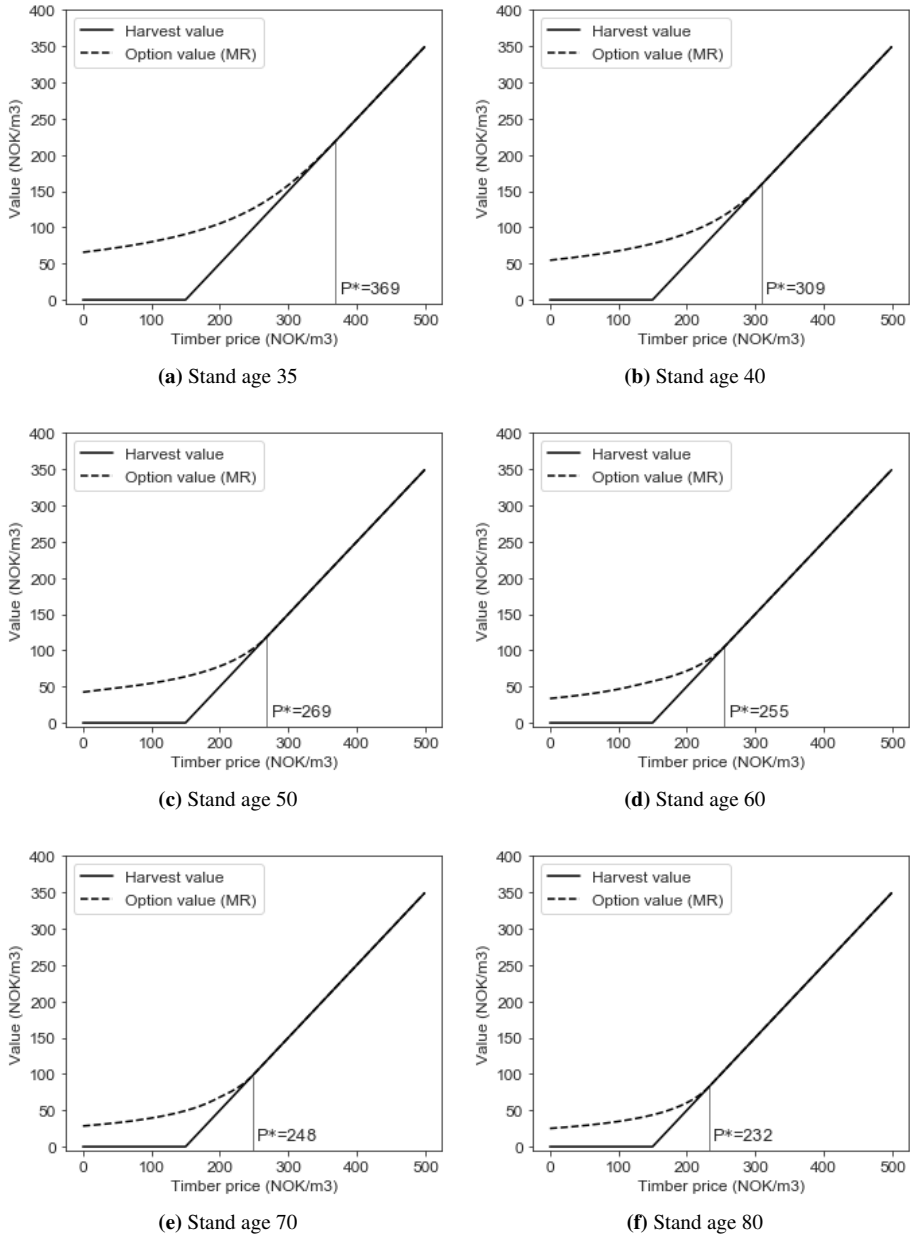 400
350
300
250
200
150
100
50
0
Value (NOK/m3)
Harvest value
Option value (MR)
P*=369
0 100 200 300 400 500
Timber price (NOK/m3)
(a) Stand age 35
400
350
300
250
200
150
100
50
0
Value (NOK/m3)
Harvest value
Option value (MR)
P*=309
0 100 200 300 400 500
Timber price (NOK/m3)
(b) Stand age 40
400
350
300
250
200
150
100
50
0
Value (NOK/m3)
Harvest value
Option value (MR)
P*=269
0 100 200 300 400 500
Timber price (NOK/m3)
(c) Stand age 50
400
350
300
250
200
150
100
50
0
Value (NOK/m3)
Harvest value
Option value (MR)
P*=255
0 100 200 300 400 500
Timber price (NOK/m3)
(d) Stand age 60
400
350
300
250
200
150
100
50
0
Value (NOK/m3)
Harvest value
Option value (MR)
P*=248
0 100 200 300 400 500
Timber price (NOK/m3)
(e) Stand age 70
400
350
300
250
200
150
100
50
0
Value (NOK/m3)
Harvest value
Option value (MR)
P*=232
0 100 200 300 400 500
Timber price (NOK/m3)
(f) Stand age 80